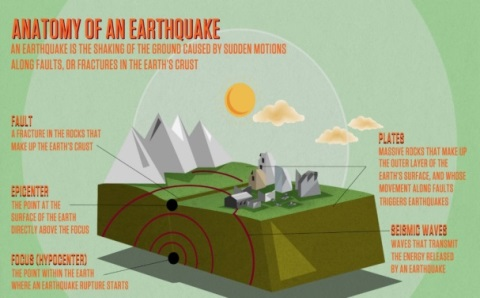 ANATOMY OF AN EARTHQUAKE
AN EARTHQUAKE IS THE SHAKING OF THE GROUND CAUSED BY SUDDEN MOTIONS
ALONG FAULTS, OR FRACTURES IN THE EARTH'S CRUST
FAULT
A FRACTURE IN THE ROCKS THAT
MAKE UP THE EARTH'S CRUST
EPICENTER
THE POINT AT THE
SURFACE OF THE EARTH
DIRECTLY ABOVE THE FOCUS
FOCUS (HYPOCENTER)
THE POINT WITHIN THE EARTH
WHERE AN EARTHQUAKE RUPTURE STARTS
PLATES
MASSIVE ROCKS THAT MAKE UP
THE OUTER LAYER OF THE
EARTH'S SURFACE, AND WHOSE
MOVEMENT ALONG FAULTS
TRIGGERS EARTHQUAKES
SEISMIC WAVES
WAVES THAT TRANSMIT
THE ENERGY RELEASED
BY AN EARTHQUAKE